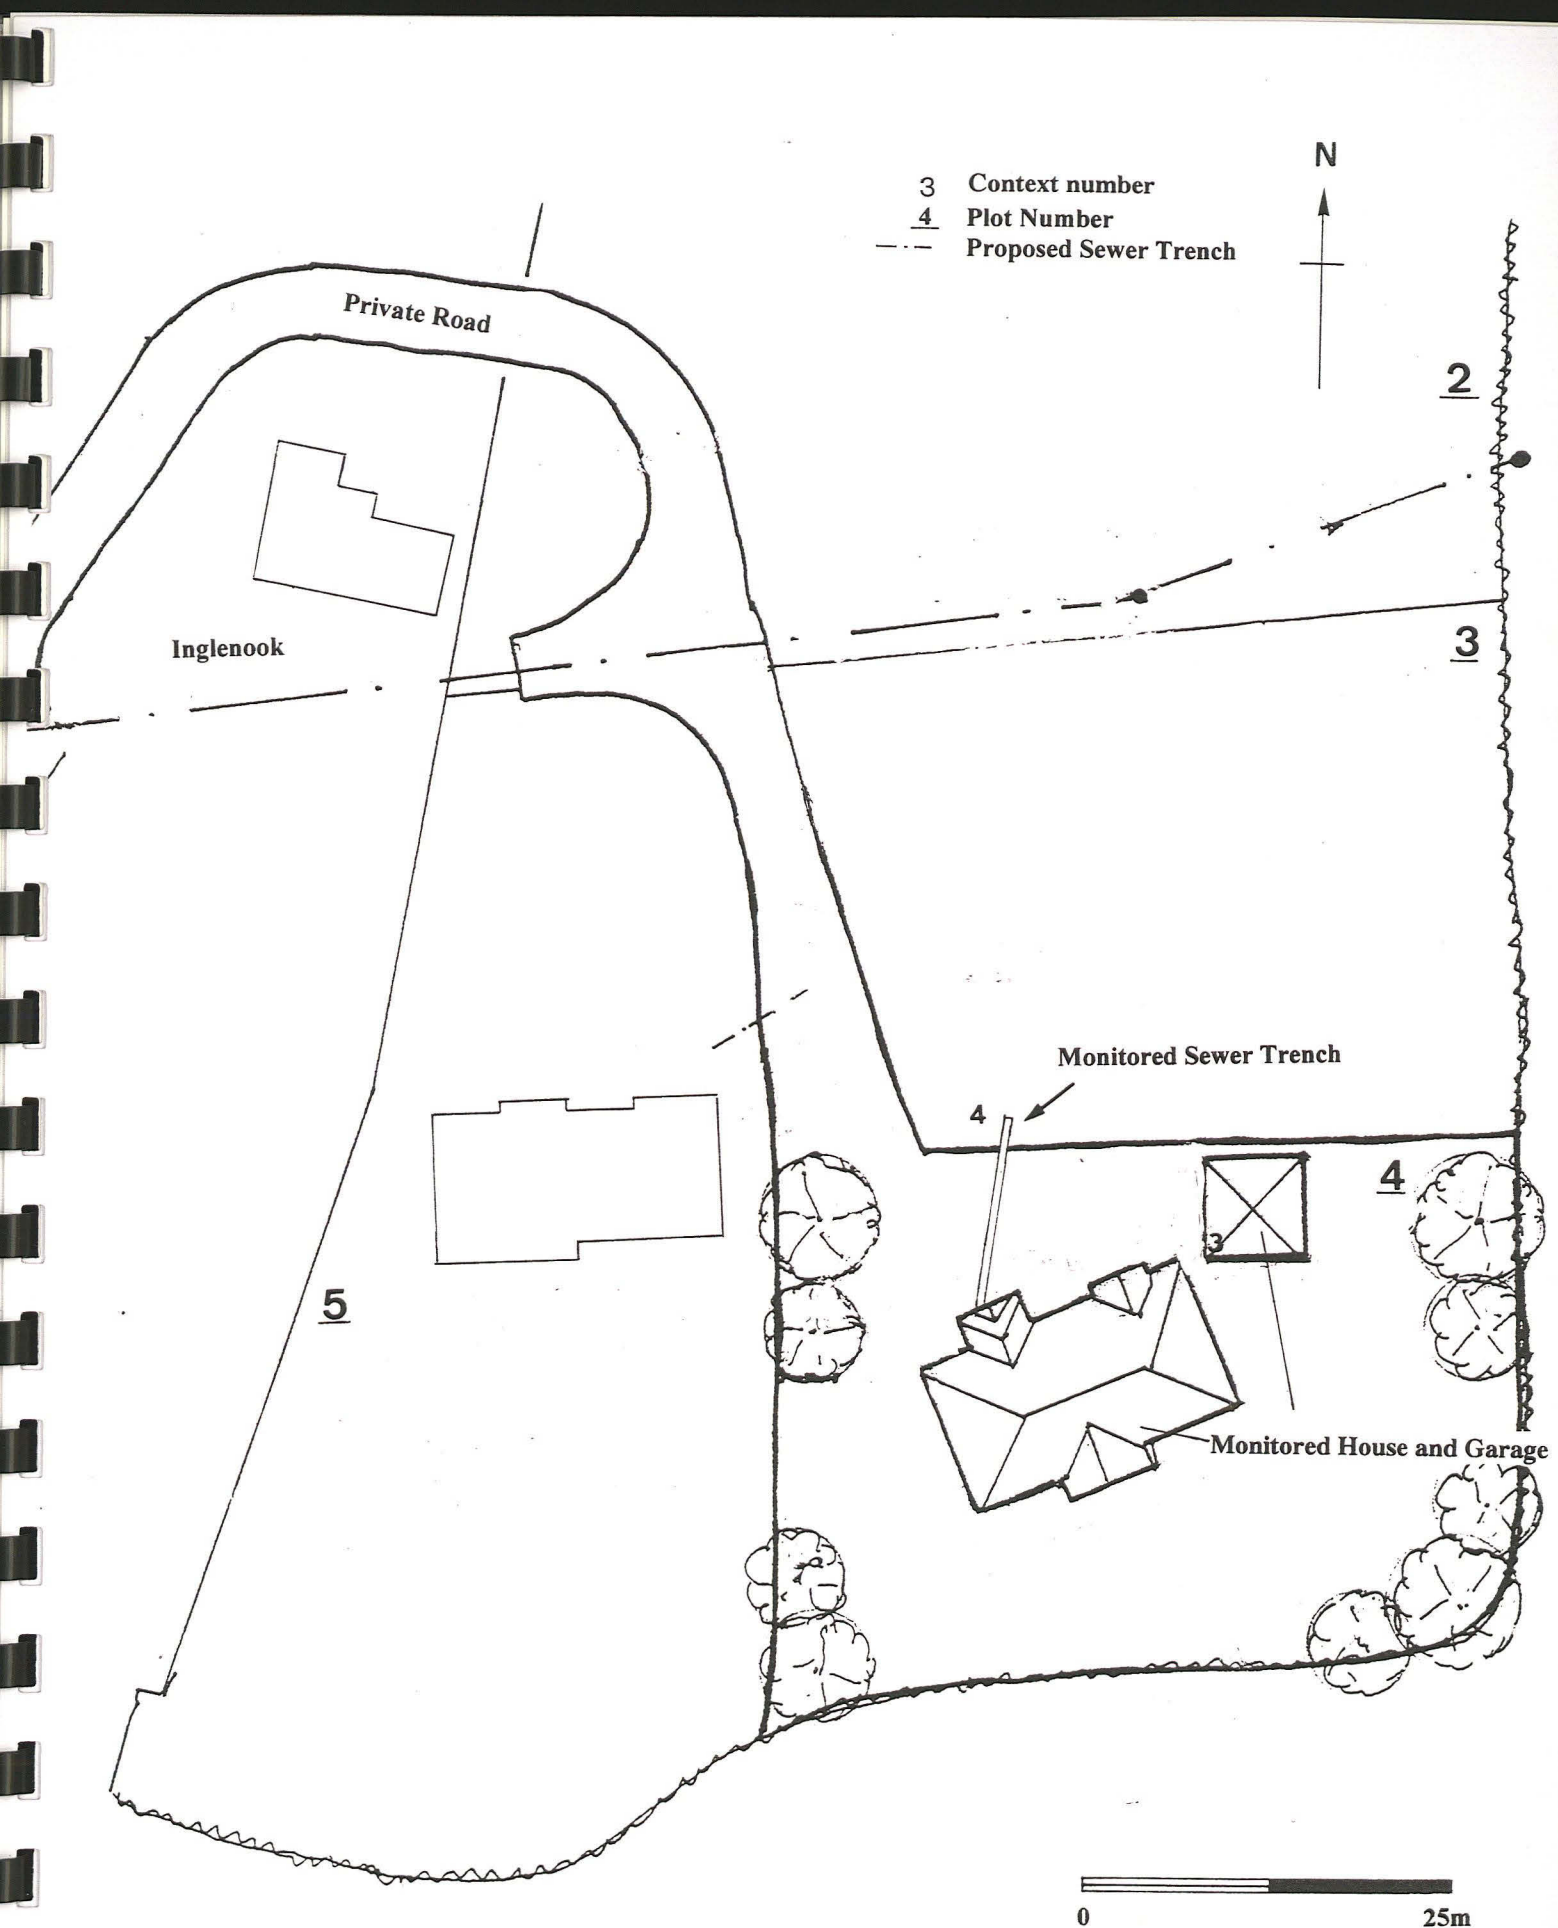 N
3 Context number
4 Plot Number
Proposed Sewer Trench
Private Road
2
Inglenook
3
Monitored Sewer Trench
4
4
3
5
Monitored House and Garage
0 25m